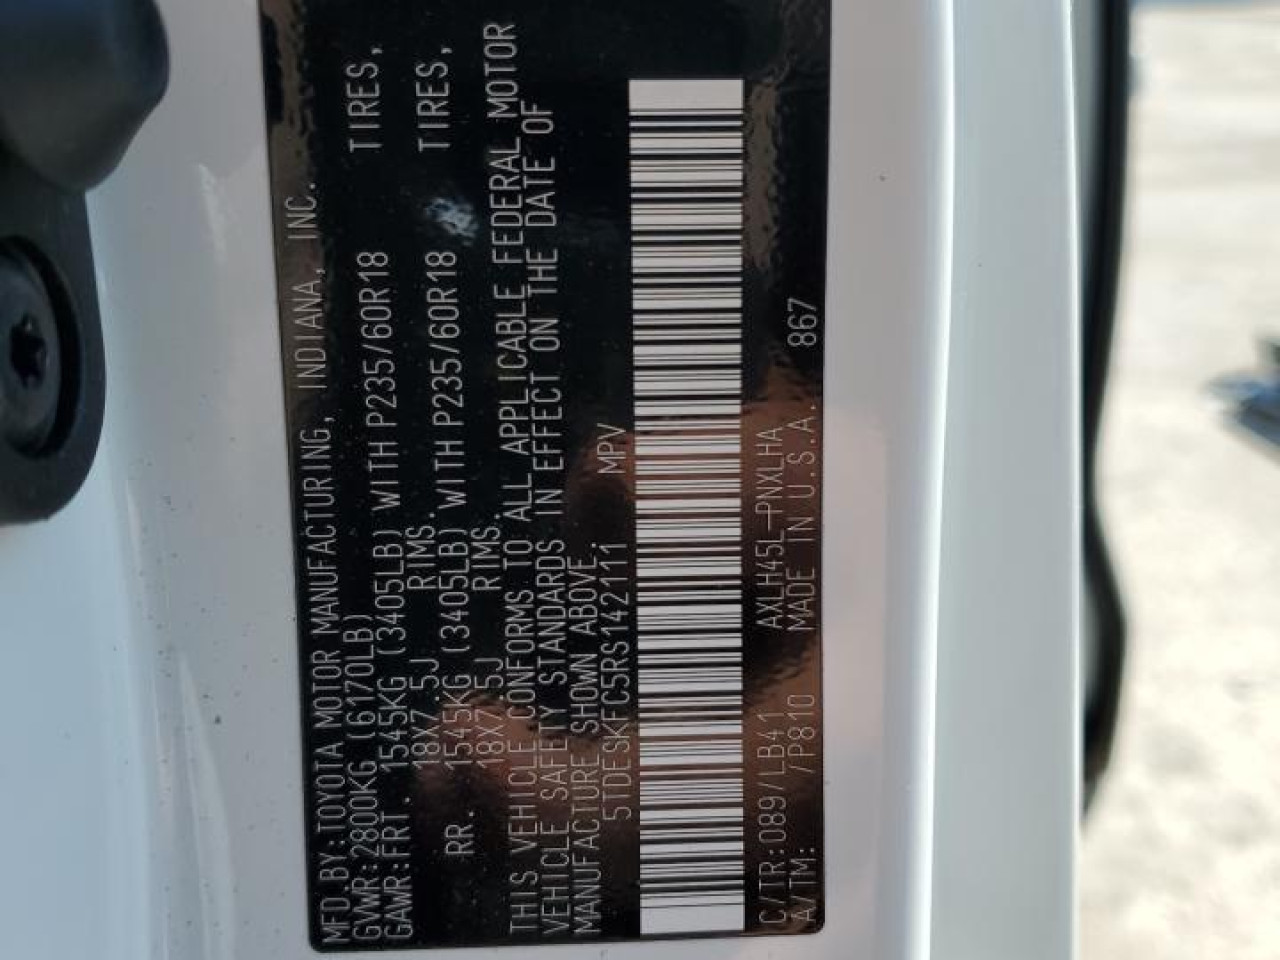 MFD.BY:TOYOTA MOTOR MANUFACTURING, INDIANA, INC.
GVWR:2800KG (6170LB)
GAWR:FRT. 1545KG (3405LB) WITH P235/60R18 TIRES,
18X7.5J RIMS.
RR. 1545KG (3405LB) WITH P235/60R18 TIRES,
18X7.5J RIMS.
THIS VEHICLE CONFORMS TO ALL APPLICABLE FEDERAL MOTOR
VEHICLE SAFETY STANDARDS IN EFFECT ON THE DATE OF
MANUFACTURE SHOWN ABOVE.
5TDESKFC5RS142111 MPV
C/TR:089/LB41 AXLH45L-PNXLHA
A/TM: /P810 MADE IN U.S.A. 867